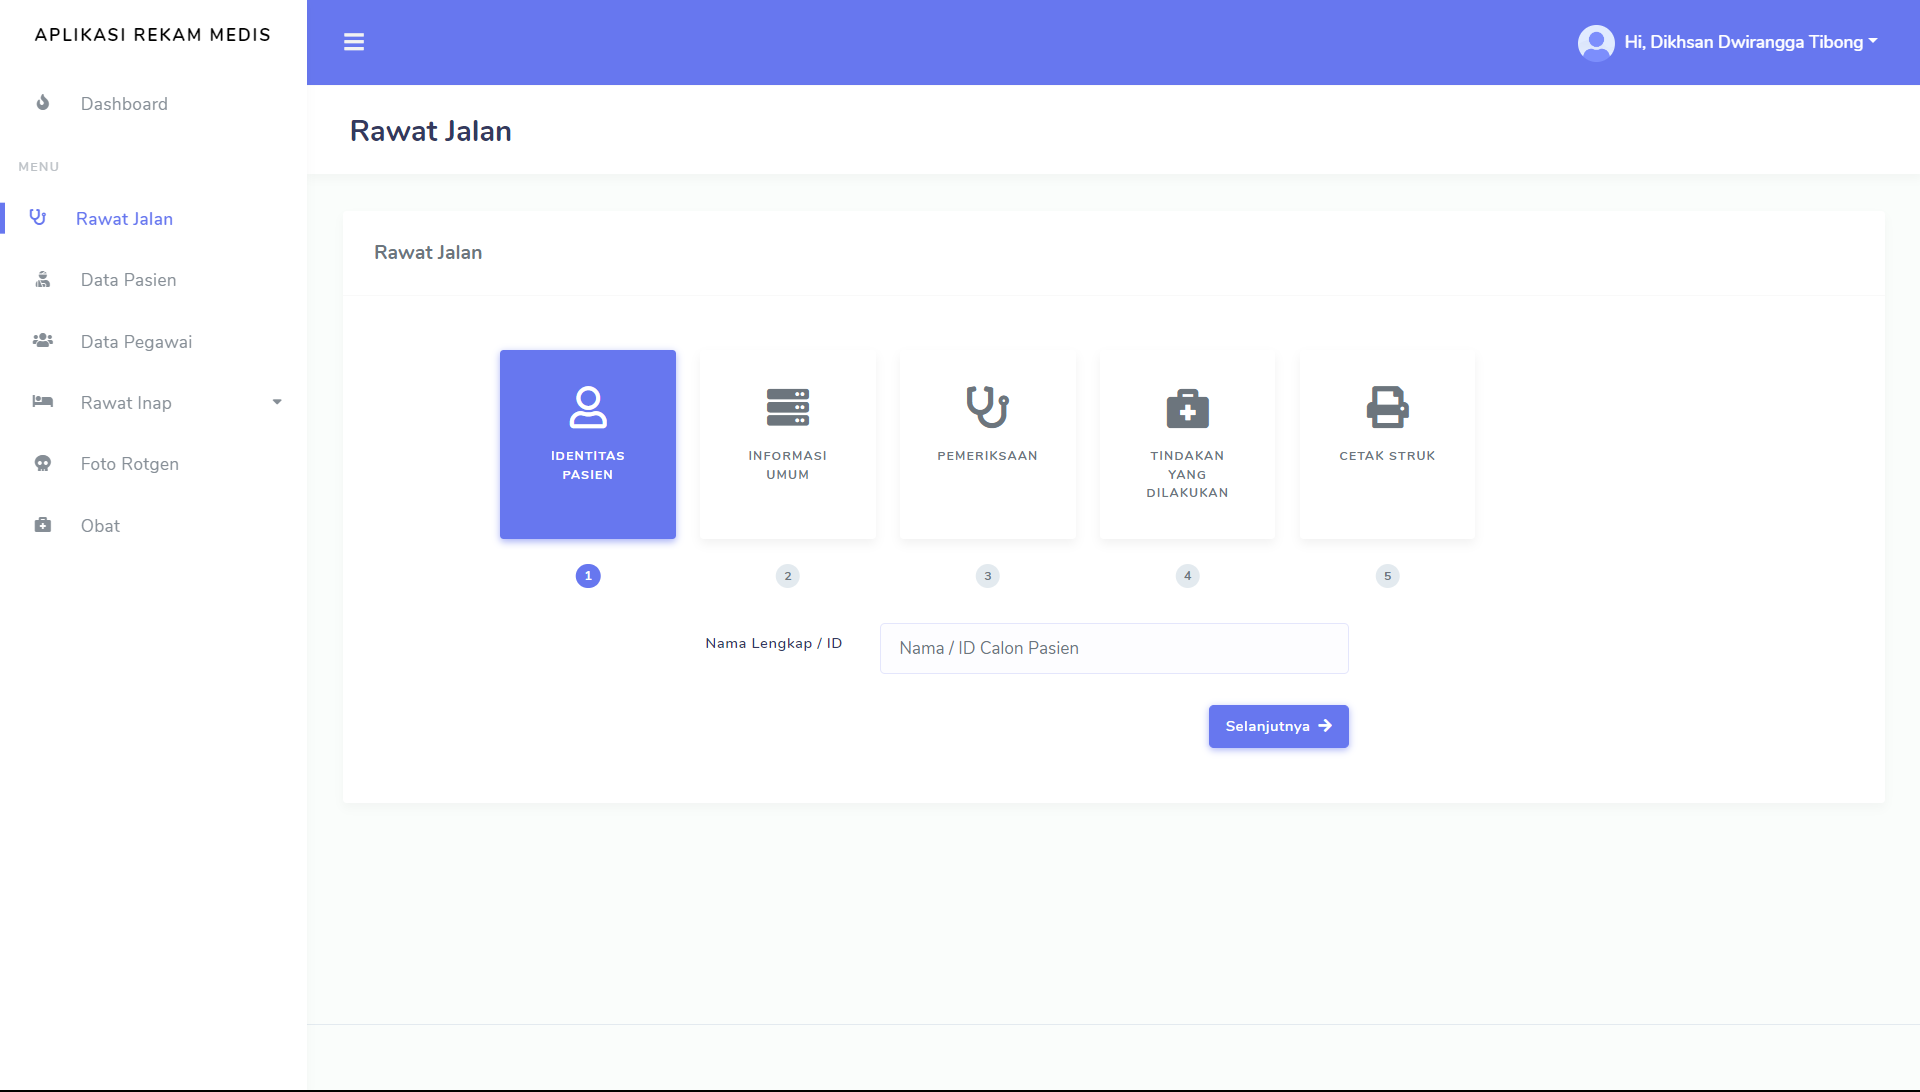 APLIKASI REKAM MEDIS
Hi, Dikhsan Dwirangga Tibong
Dashboard
MENU
Rawat Jalan
Data Pasien
Data Pegawai
Rawat Inap
Foto Rotgen
Obat
Rawat Jalan
Rawat Jalan
IDENTITAS
PASIEN
INFORMASI
UMUM
PEMERIKSAAN
TINDAKAN
YANG
DILAKUKAN
CETAK STRUK
1 2 3 4 5
Nama Lengkap / ID
Nama / ID Calon Pasien
Selanjutnya